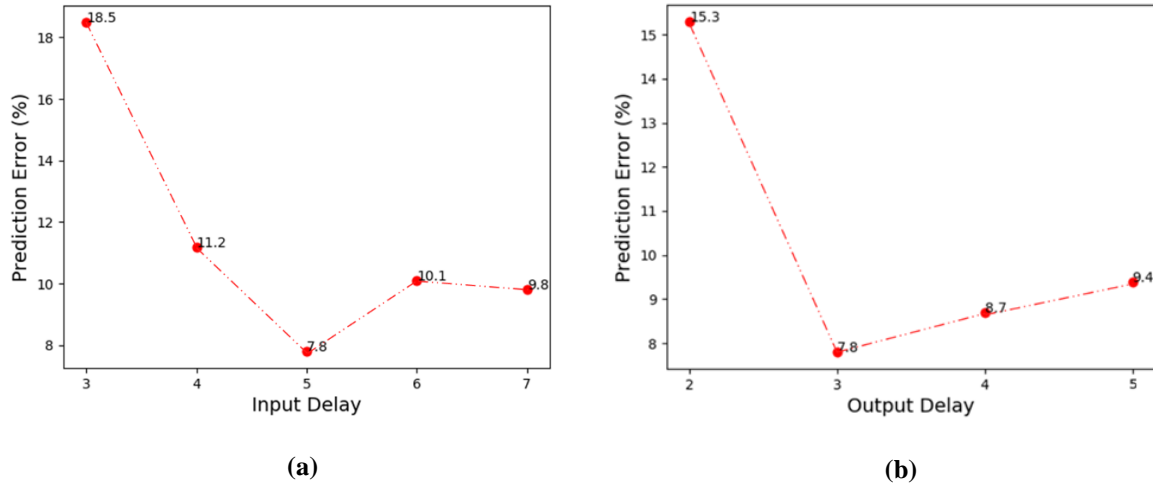 18.5
18
16
14
12
10
8
11.2
7.8
10.1
9.8
3 4 5 6 7
Prediction Error (%)
Input Delay
(a)
15.3
15
14
13
12
11
10
9
8
7.8
8.7
9.4
2 3 4 5
Prediction Error (%)
Output Delay
(b)